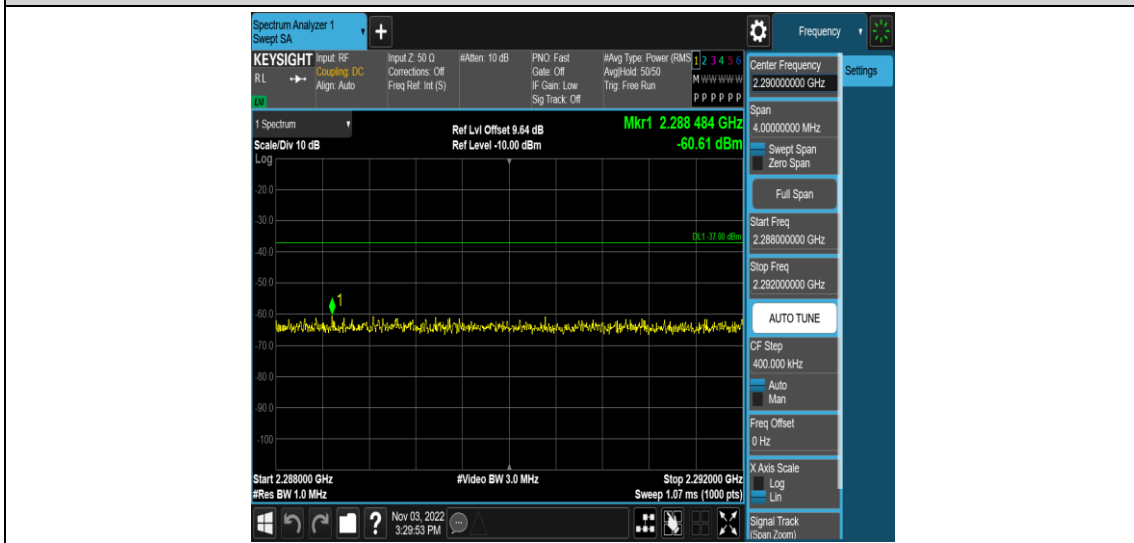 Spectrum Analyzer 1
Swept SA
+
Frequency
KEYSIGHT
RL
LXI
Input: RF
Coupling: DC
Align: Auto
Input Z: 50 Ω
Corrections: Off
Freq Ref: Int (S)
#Atten: 10 dB
PNO: Fast
Gate: Off
IF Gain: Low
Sig Track: Off
#Avg Type: Power (RMS
Avg|Hold: 50/50
Trig: Free Run
1 2 3 4 5 6
M W W W W W
P P P P P P
1 Spectrum
Scale/Div 10 dB
Ref Lvl Offset 9.64 dB
Ref Level -10.00 dBm
Mkr1 2.288 484 GHz
-60.61 dBm
Log
-20.0
-30.0
DL1 -37.00 dBm
-40.0
-50.0
1
-60.0
-70.0
-80.0
-90.0
-100
Start 2.288000 GHz
#Video BW 3.0 MHz
Stop 2.292000 GHz
#Res BW 1.0 MHz
Sweep 1.07 ms (1000 pts)
?
Nov 03, 2022
3:29:53 PM
Center Frequency
2.290000000 GHz
Settings
Span
4.00000000 MHz
Swept Span
Zero Span
Full Span
Start Freq
2.288000000 GHz
Stop Freq
2.292000000 GHz
AUTO TUNE
CF Step
400.000 kHz
Auto
Man
Freq Offset
0 Hz
X Axis Scale
Log
Lin
Signal Track
(Span Zoom)